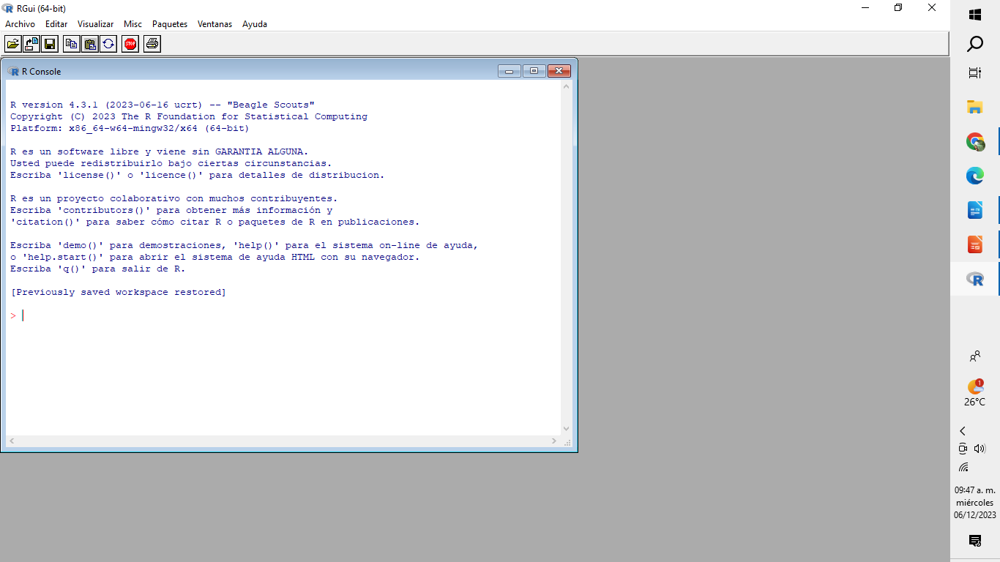 RGui (64-bit)
Archivo Editar Visualizar Misc Paquetes Ventanas Ayuda
STOP
R Console
R version 4.3.1 (2023-06-16 ucrt) -- "Beagle Scouts"
Copyright (C) 2023 The R Foundation for Statistical Computing
Platform: x86_64-w64-mingw32/x64 (64-bit)
R es un software libre y viene sin GARANTIA ALGUNA.
Usted puede redistribuirlo bajo ciertas circunstancias.
Escriba 'license()' o 'licence()' para detalles de distribucion.
R es un proyecto colaborativo con muchos contribuyentes.
Escriba 'contributors()' para obtener más información y
'citation()' para saber cómo citar R o paquetes de R en publicaciones.
Escriba 'demo()' para demostraciones, 'help()' para el sistema on-line de ayuda,
o 'help.start()' para abrir el sistema de ayuda HTML con su navegador.
Escriba 'q()' para salir de R.
[Previously saved workspace restored]
>
1
26°C
09:47 a. m.
miércoles
06/12/2023